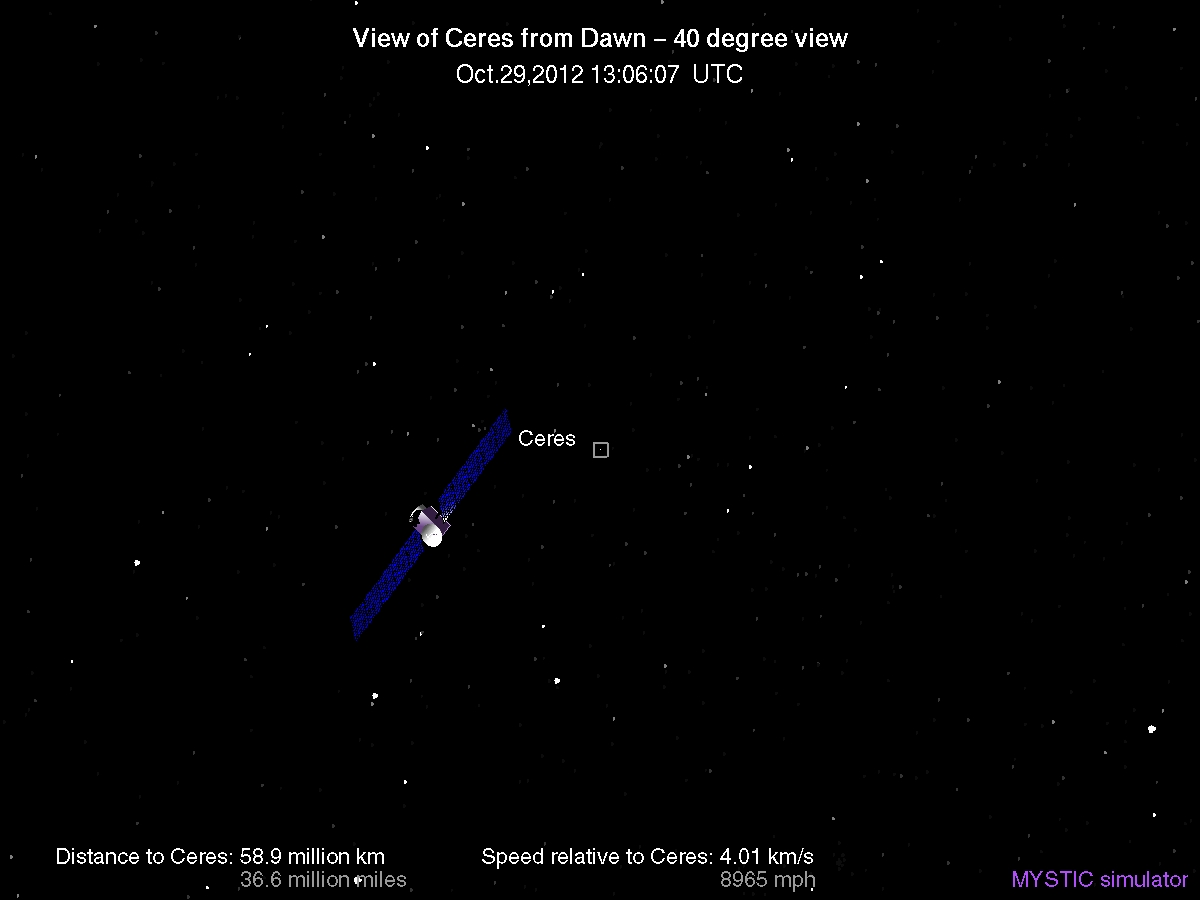 View of Ceres from Dawn – 40 degree view
Oct.29,2012 13:06:07 UTC
Ceres
Distance to Ceres: 58.9 million km
36.6 million miles
Speed relative to Ceres: 4.01 km/s
8965 mph
MYSTIC simulator